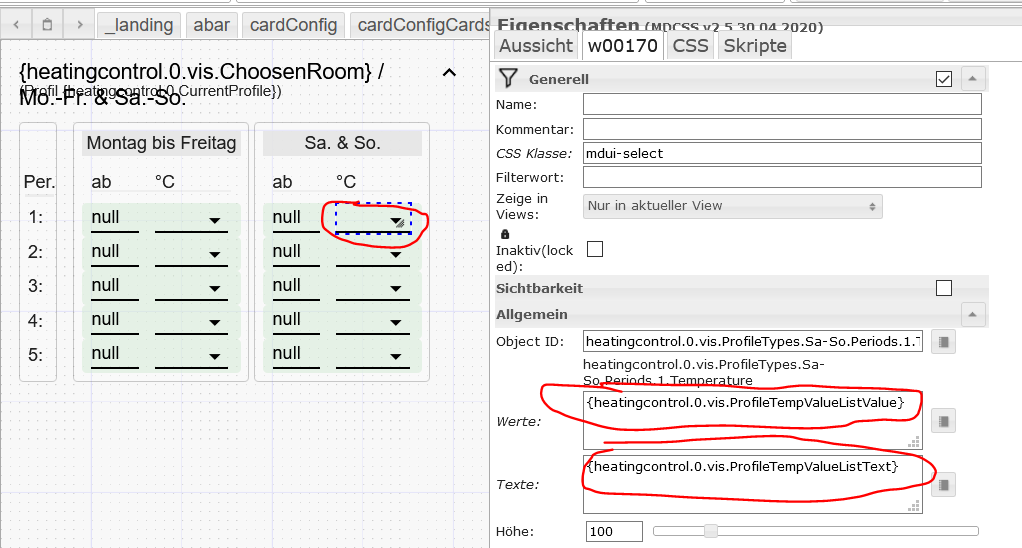 _landing
abar
cardConfig
cardConfigCards
{heatingcontrol.0.vis.ChoosenRoom} /
Mo.-Fr. & Sa.-So.
(Profil {heatingcontrol.0.CurrentProfile})
Montag bis Freitag
Sa. & So.
Per.
ab
°C
ab
°C
1:
null
null
2:
null
null
3:
null
null
4:
null
null
5:
null
null
Eigenschaften (MDCSS v2.5 30.04.2020)
Aussicht
w00170
CSS
Skripte
Generell
Name:
Kommentar:
CSS Klasse:
mdui-select
Filterwort:
Zeige in
Views:
Nur in aktueller View
Inaktiv(lock
ed):
Sichtbarkeit
Allgemein
Object ID:
heatingcontrol.0.vis.ProfileTypes.Sa-So.Periods.1.T
heatingcontrol.0.vis.ProfileTypes.Sa-
So.Periods.1.Temperature
Werte:
{heatingcontrol.0.vis.ProfileTempValueListValue}
Texte:
{heatingcontrol.0.vis.ProfileTempValueListText}
Höhe:
100